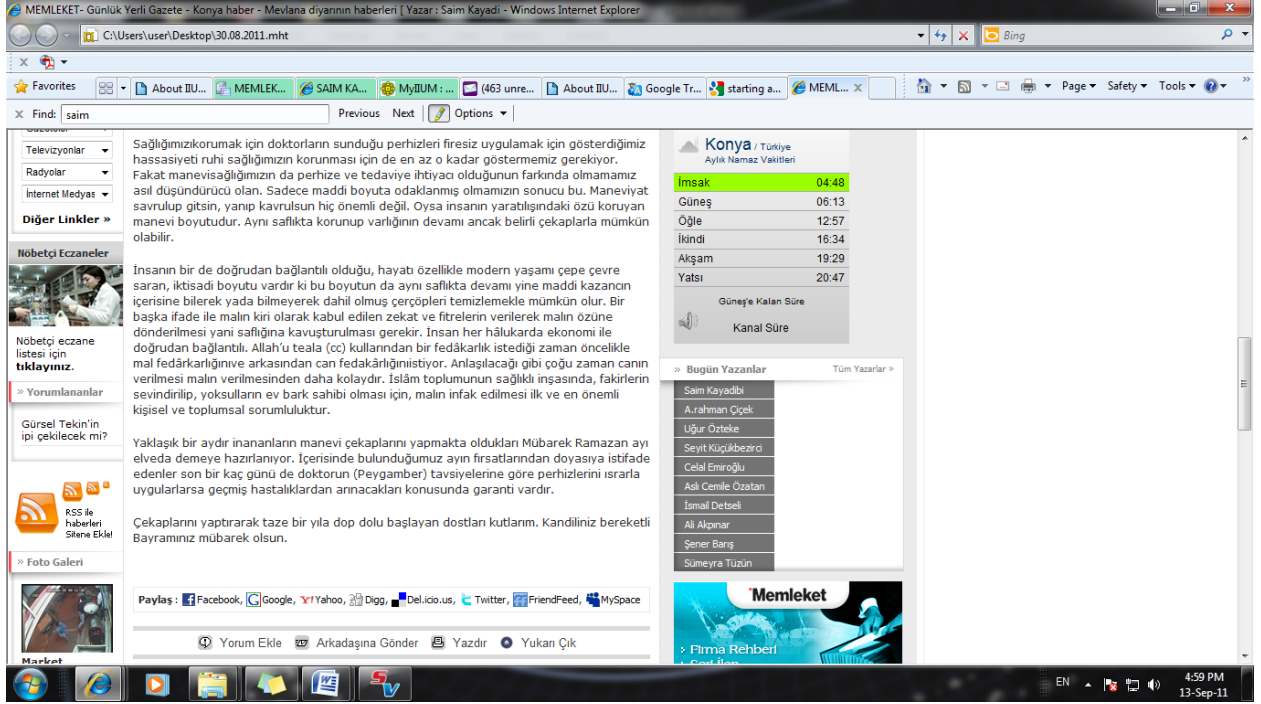 MEMLEKET- Günlük Yerli Gazete - Konya haber - Mevlana diyarının haberleri [ Yazar : Saim Kayadi - Windows Internet Explorer
C:\Users\user\Desktop\30.08.2011.mht
Bing
Favorites
About IIU...
MEMLEK...
SAIM KA...
MyIIUM : ...
(463 unre...
About IIU...
Google Tr...
starting a...
MEML...
Page
Safety
Tools
Find: saim
Previous
Next
Options
Televizyonlar
Radyolar
İnternet Medyas
Diğer Linkler »
Nöbetçi Eczaneler
Nöbetçi eczane
listesi için
tıklayınız.
» Yorumlananlar
Gürsel Tekin'in
ipi çekilecek mi?
RSS ile
haberleri
Sitene Ekle!
» Foto Galeri
Market
Sağlığımızıkorumak için doktorların sunduğu perhizleri firesiz uygulamak için gösterdiğimiz
hassasiyeti ruhi sağlığımızın korunması için de en az o kadar göstermemiz gerekiyor.
Fakat manevisağlığımızın da perhize ve tedaviye ihtiyacı olduğunun farkında olmamamız
asıl düşündürücü olan. Sadece maddi boyuta odaklanmış olmamızın sonucu bu. Maneviyat
savrulup gitsin, yanıp kavrulsun hiç önemli değil. Oysa insanın yaratılışındaki özü koruyan
manevi boyutudur. Aynı saflıkta korunup varlığının devamı ancak belirli çekaplarla mümkün
olabilir.
İnsanın bir de doğrudan bağlantılı olduğu, hayatı özellikle modern yaşamı çepe çevre
saran, iktisadi boyutu vardır ki bu boyutun da aynı saflıkta devamı yine maddi kazancın
içerisine bilerek yada bilmeyerek dahil olmuş çerçöpleri temizlemekle mümkün olur. Bir
başka ifade ile malın kiri olarak kabul edilen zekat ve fitrelerin verilerek malın özüne
dönderilmesi yani saflığına kavuşturulması gerekir. İnsan her hâlukarda ekonomi ile
doğrudan bağlantılı. Allah'u teala (cc) kullarından bir fedâkarlık istediği zaman öncelikle
mal fedârkarlığınıve arkasından can fedakârlığınıistiyor. Anlaşılacağı gibi çoğu zaman canın
verilmesi malın verilmesinden daha kolaydır. İslâm toplumunun sağlıklı inşasında, fakirlerin
sevindirilip, yoksulların ev bark sahibi olması için, malın infak edilmesi ilk ve en önemli
kişisel ve toplumsal sorumluluktur.
Yaklaşık bir aydır inananların manevi çekaplarını yapmakta oldukları Mübarek Ramazan ayı
elveda demeye hazırlanıyor. İçerisinde bulunduğumuz ayın fırsatlarından doyasıya istifade
edenler son bir kaç günü de doktorun (Peygamber) tavsiyelerine göre perhizlerini ısrarla
uygularlarsa geçmiş hastalıklardan arınacakları konusunda garanti vardır.
Çekaplarını yaptırarak taze bir yıla dop dolu başlayan dostları kutlarım. Kandiliniz bereketli
Bayramınız mübarek olsun.
Paylaş : Facebook, Google, Yahoo, Digg, Del.icio.us, Twitter, FriendFeed, MySpace
Yorum Ekle Arkadaşına Gönder Yazdır Yukarı Çık
Konya / Türkiye
Aylık Namaz Vakitleri
İmsak 04:48
Güneş 06:13
Öğle 12:57
İkindi 16:34
Akşam 19:29
Yatsı 20:47
Güneş'e Kalan Süre
Kanal Süre
» Bugün Yazanlar
Tüm Yazarlar »
Saim Kayadibi
A.rahman Çiçek
Uğur Özteke
Seyit Küçükbezirci
Celal Emiroğlu
Aslı Cemile Özatan
İsmail Detseli
Ali Akpınar
Şener Barış
Sümeyra Tüzün
Memleket
Firma Rehberi
EN
4:59 PM
13-Sep-11